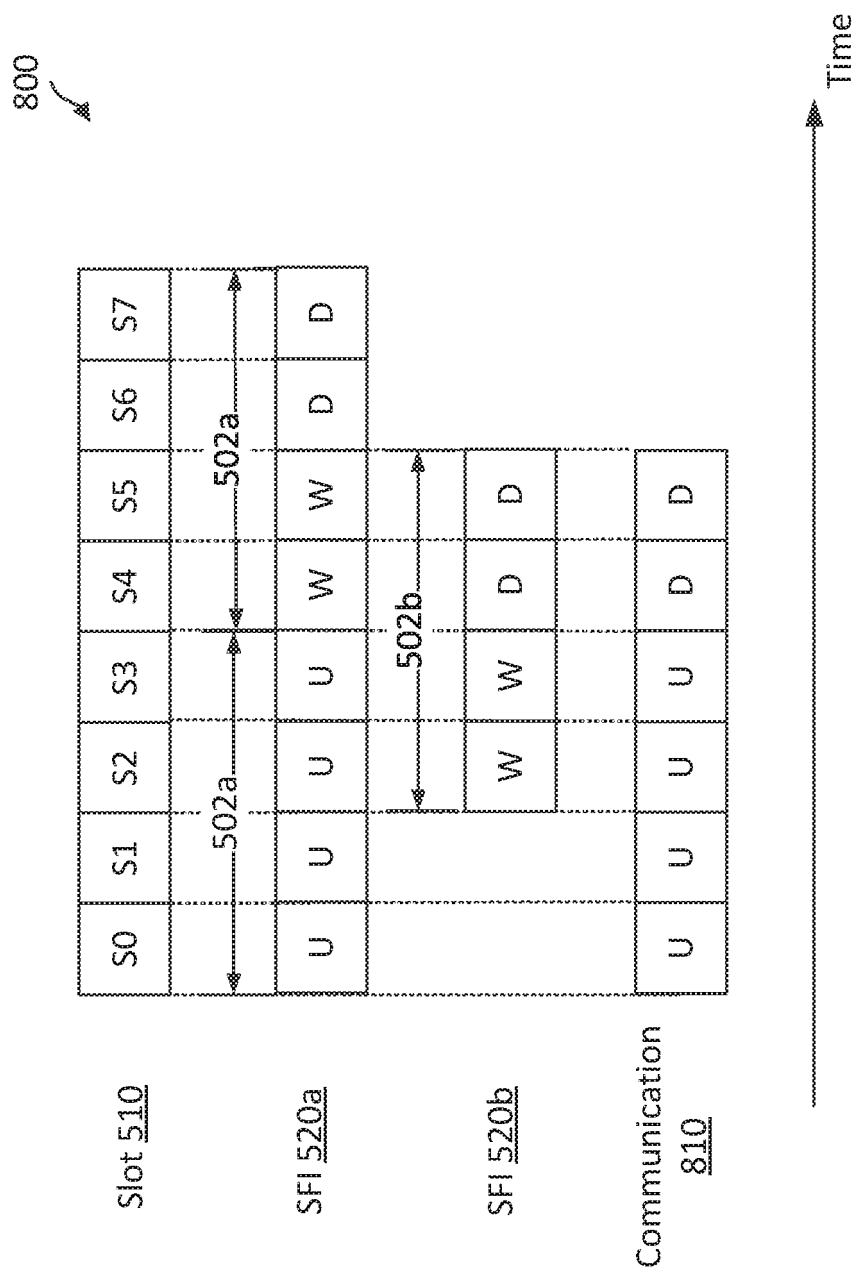 800
Slot 510
S0 S1 S2 S3 S4 S5 S6 S7
502a 502a
SFI 520a
U U U U W W D D
502b
SFI 520b
W W D D
Communication
810
U U U U D D
Time